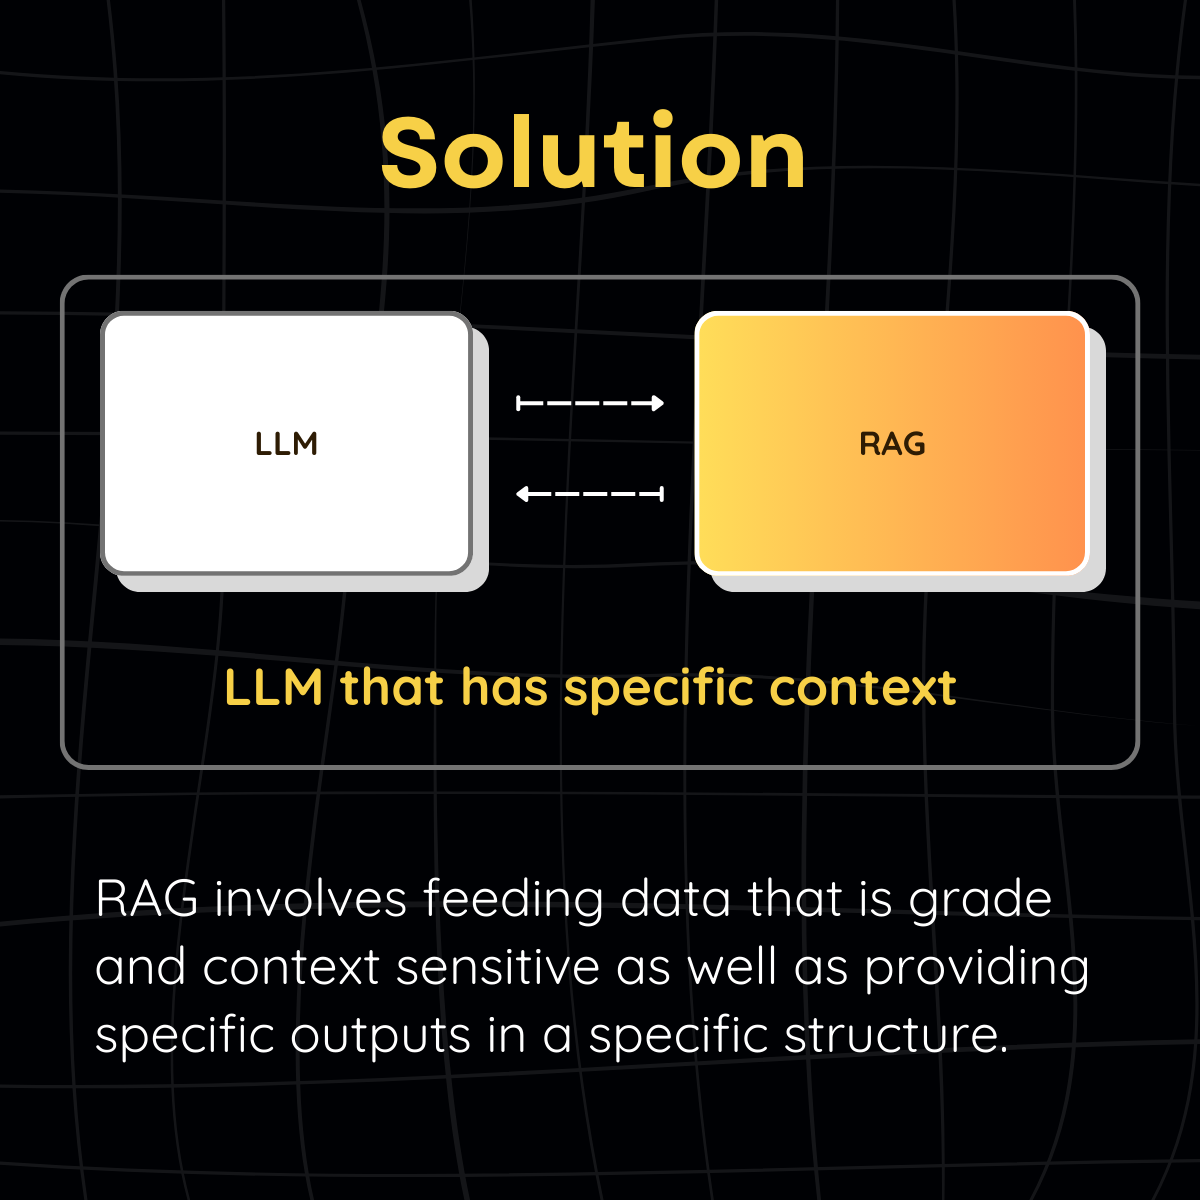 Solution
LLM
RAG
LLM that has specific context
RAG involves feeding data that is grade
and context sensitive as well as providing
specific outputs in a specific structure.